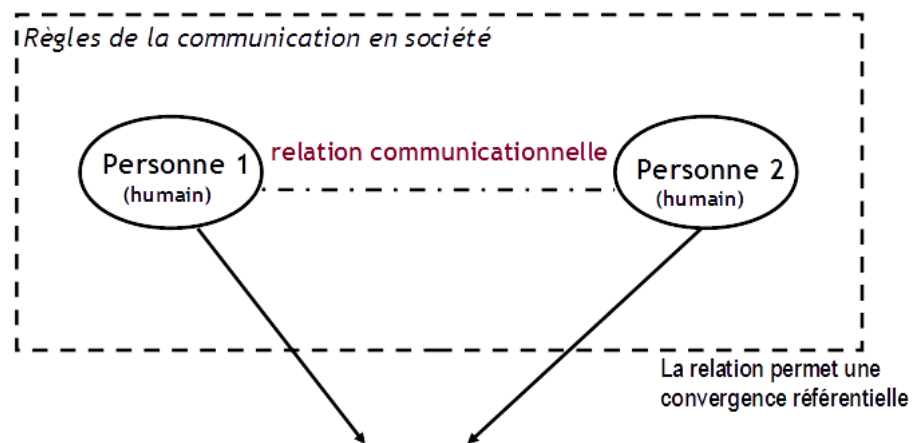 Règles de la communication en société
relation communicationnelle
Personne 1
(humain)
Personne 2
(humain)
La relation permet une
convergence référentielle